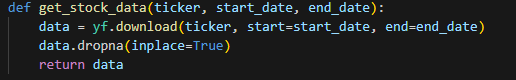 def get_stock_data(ticker, start_date, end_date):
    data = yf.download(ticker, start=start_date, end=end_date)
    data.dropna(inplace=True)
    return data